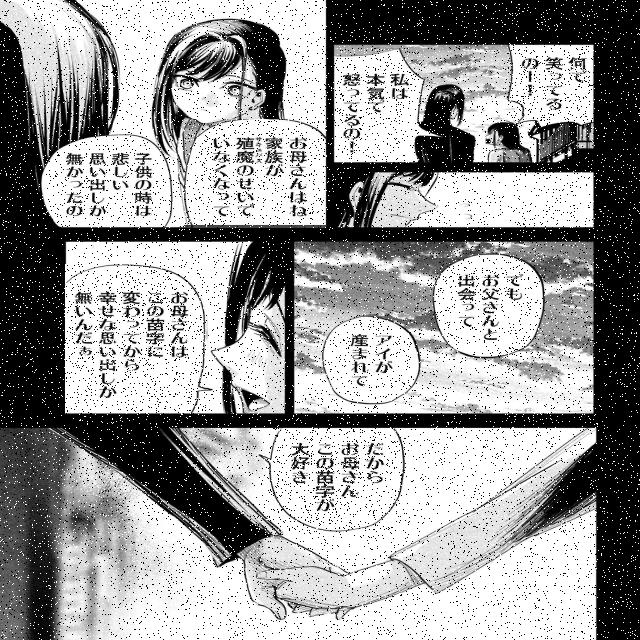 何で
笑ってる
のー！
私は
本気で
怒ってるの！
お母さんはね
家族が
殖魔のせいで
いなくなって
子供の時は
悲しい
思い出しか
無かったの
でも
お父さんと
出会って
アイが
産まれて
お母さんは
この苗字に
変わってから
幸せな思い出しか
無いんだぁ
だから
お母さん
この苗字が
大好き